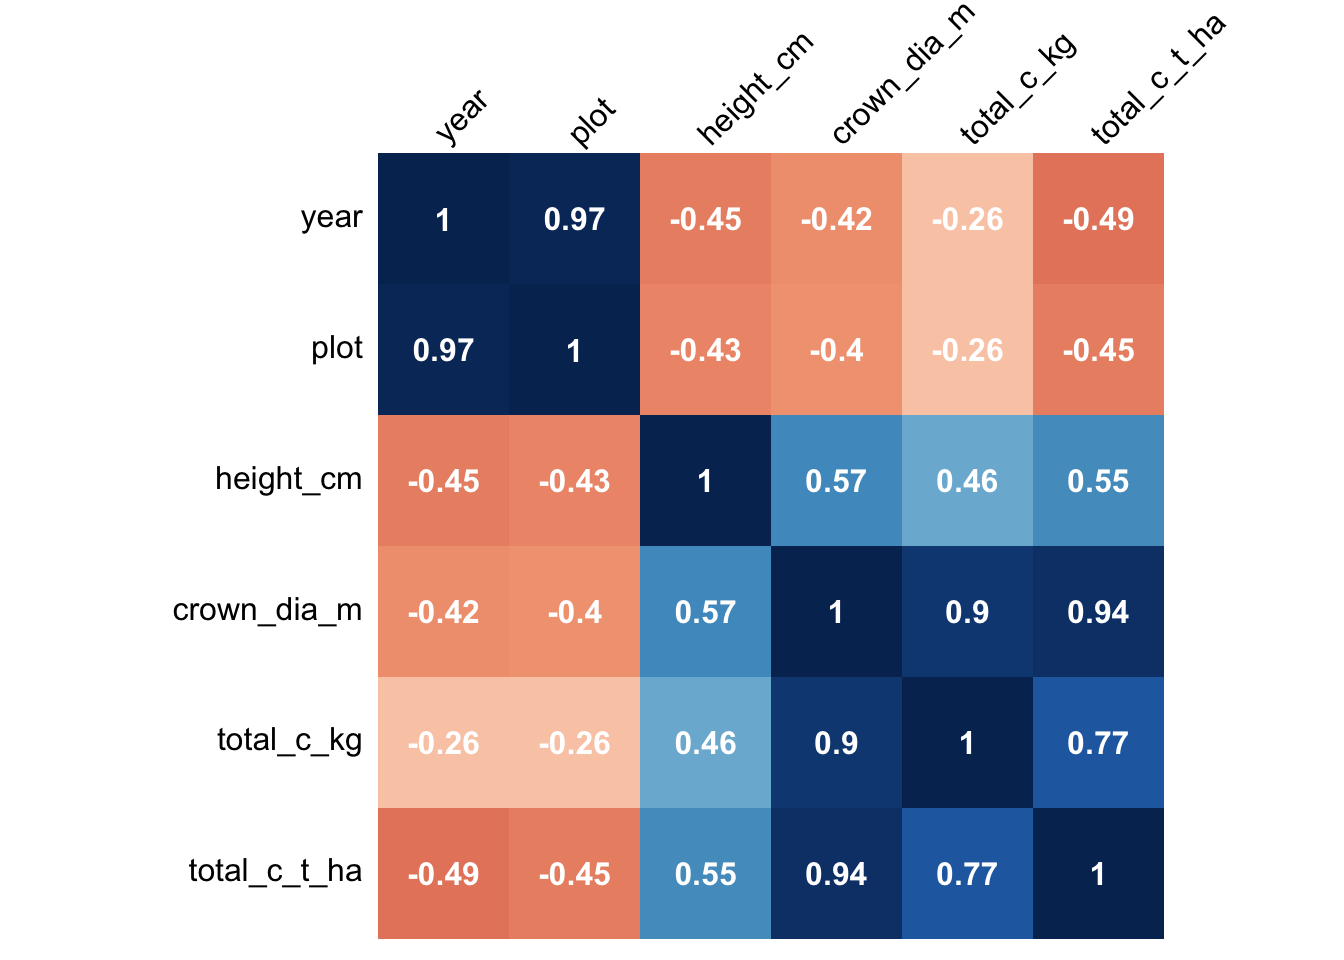 year plot height_cm crown_dia_m total_c_kg total_c_t_ha
year 1 0.97 -0.45 -0.42 -0.26 -0.49
plot 0.97 1 -0.43 -0.4 -0.26 -0.45
height_cm -0.45 -0.43 1 0.57 0.46 0.55
crown_dia_m -0.42 -0.4 0.57 1 0.9 0.94
total_c_kg -0.26 -0.26 0.46 0.9 1 0.77
total_c_t_ha -0.49 -0.45 0.55 0.94 0.77 1